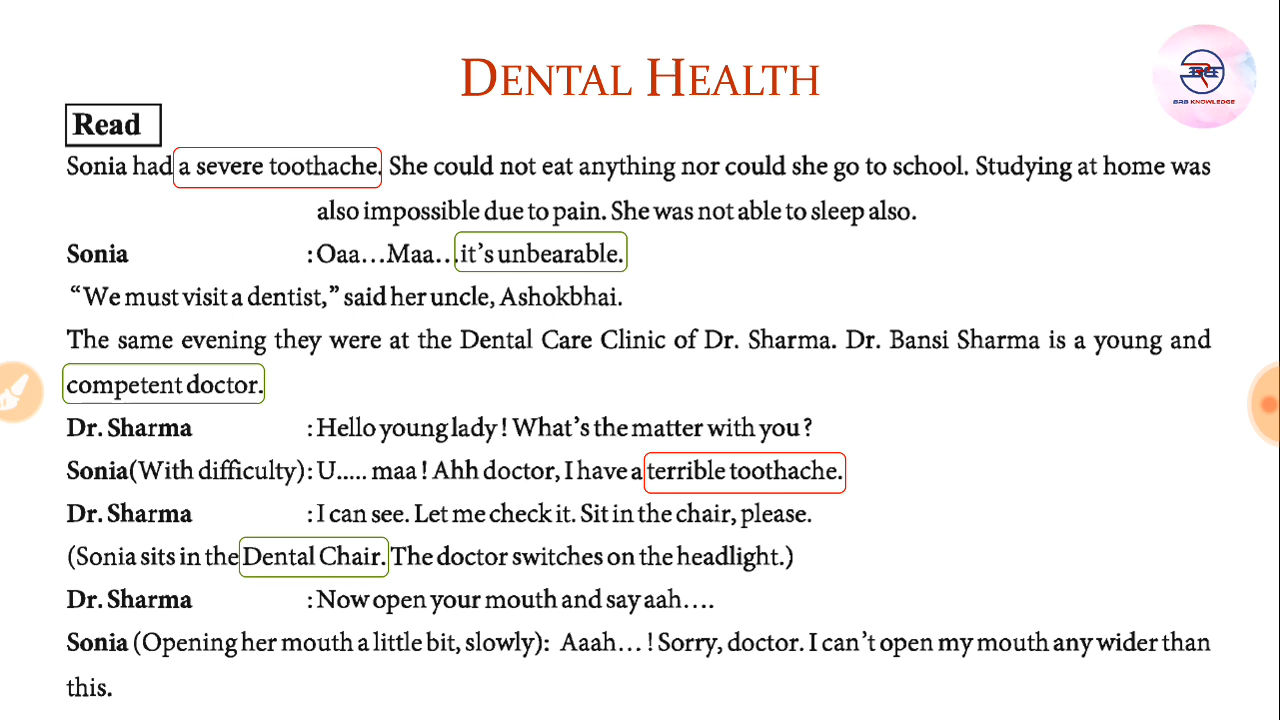 DENTAL HEALTH
BRB KNOWLEDGE
Read
Sonia had a severe toothache. She could not eat anything nor could she go to school. Studying at home was
also impossible due to pain. She was not able to sleep also.
Sonia : Oaa...Maa...it's unbearable.
“We must visit a dentist,” said her uncle, Ashokbhai.
The same evening they were at the Dental Care Clinic of Dr. Sharma. Dr. Bansi Sharma is a young and
competent doctor.
Dr. Sharma : Hello young lady! What's the matter with you?
Sonia(With difficulty): U..... maa! Ahh doctor, I have a terrible toothache.
Dr. Sharma : I can see. Let me check it. Sit in the chair, please.
(Sonia sits in the Dental Chair. The doctor switches on the headlight.)
Dr. Sharma : Now open your mouth and say aah....
Sonia (Opening her mouth a little bit, slowly): Aaah...! Sorry, doctor. I can't open my mouth any wider than
this.